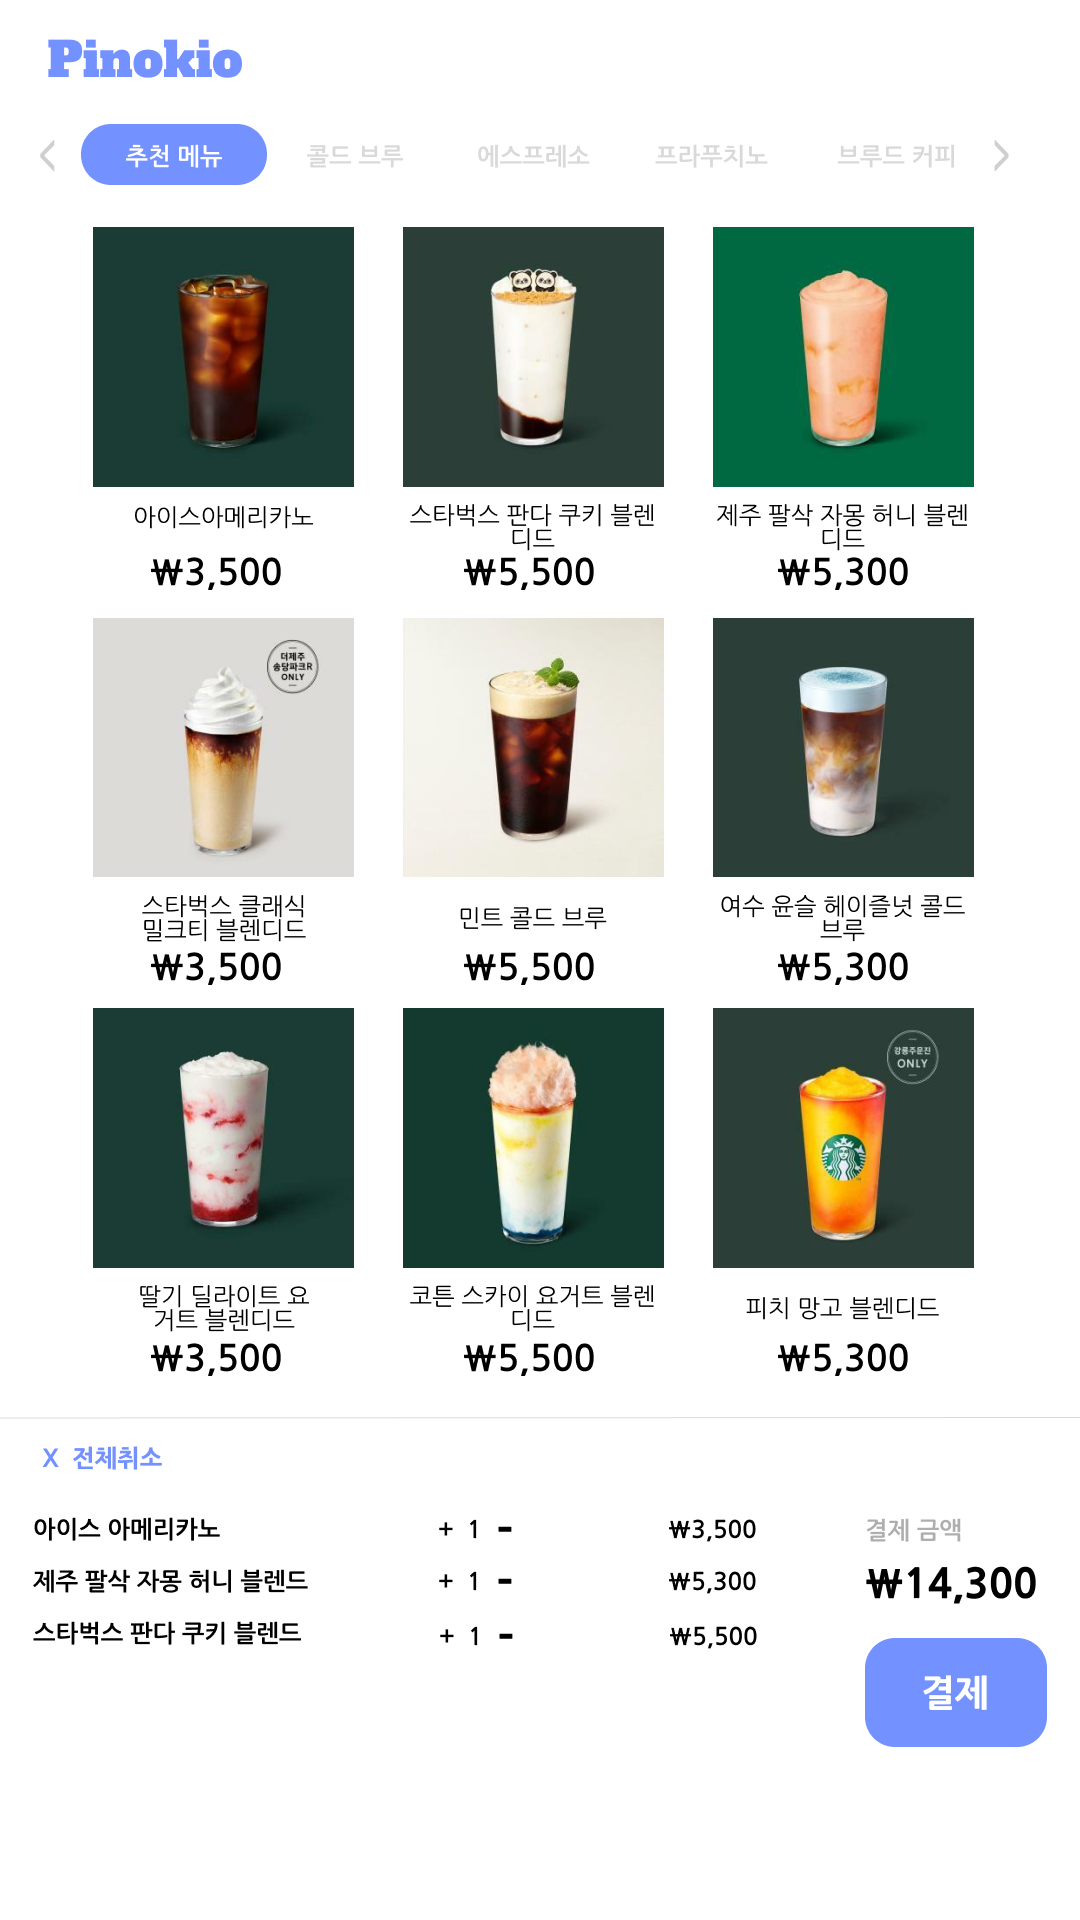 Pinokio
< 추천 메뉴 콜드 브루 에스프레소 프라푸치노 브루드 커피 >
아이스아메리카노
₩3,500
스타벅스 판다 쿠키 블렌
디드
₩5,500
제주 팔삭 자몽 허니 블렌
디드
₩5,300
더제주
송당파크R
ONLY
스타벅스 클래식
밀크티 블렌디드
₩3,500
민트 콜드 브루
₩5,500
여수 윤슬 헤이즐넛 콜드
브루
₩5,300
딸기 딜라이트 요
거트 블렌디드
₩3,500
코튼 스카이 요거트 블렌
디드
₩5,500
강릉주문진
ONLY
피치 망고 블렌디드
₩5,300
X 전체취소
아이스 아메리카노 + 1 - ₩3,500
제주 팔삭 자몽 허니 블렌드 + 1 - ₩5,300
스타벅스 판다 쿠키 블렌드 + 1 - ₩5,500
결제 금액
₩14,300
결제